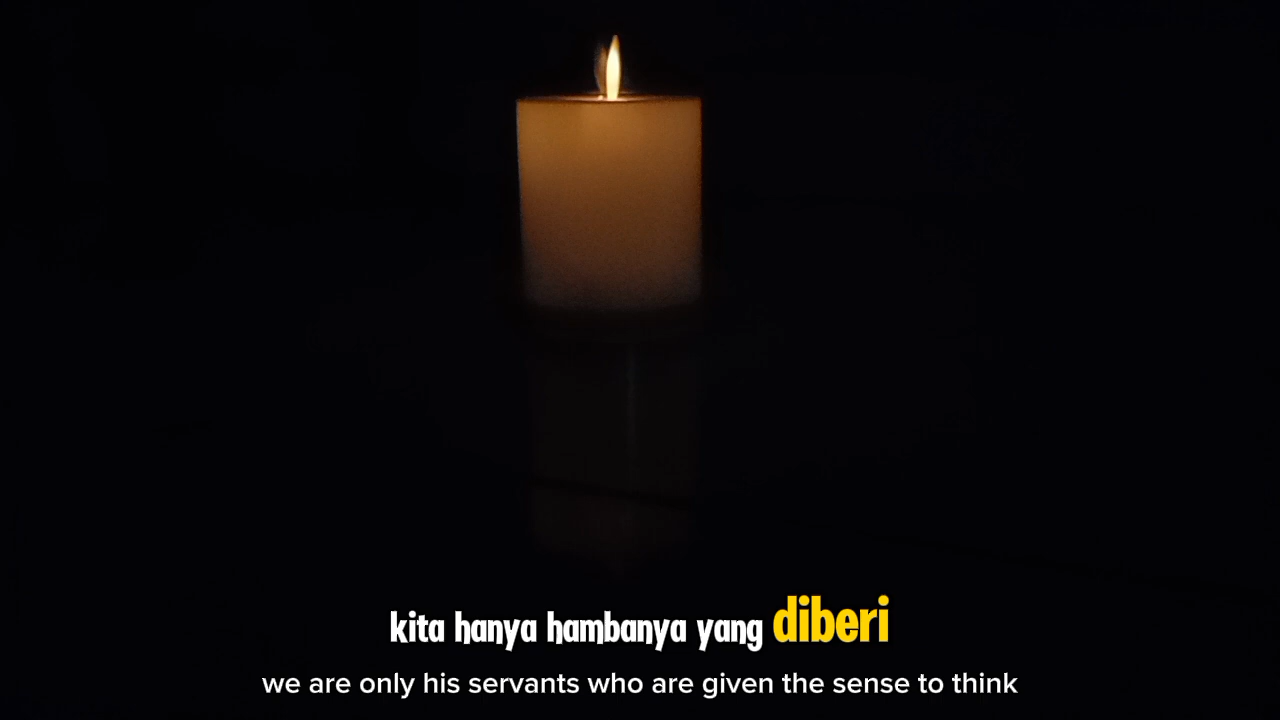 kita hanya hambanya yang diberi
we are only his servants who are given the sense to think